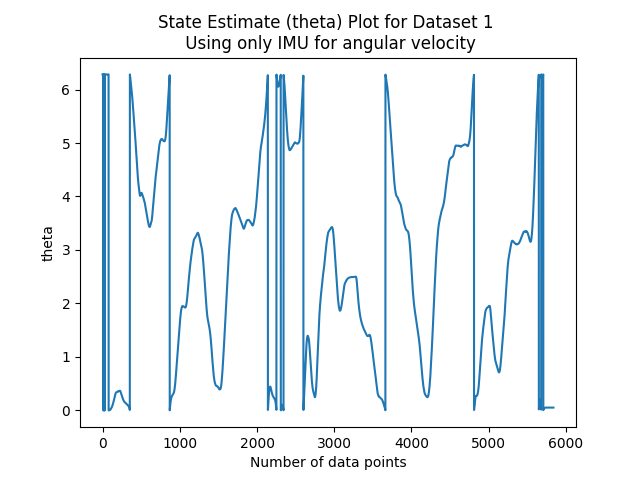 State Estimate (theta) Plot for Dataset 1
Using only IMU for angular velocity
6
5
4
3
2
1
0
theta
0 1000 2000 3000 4000 5000 6000
Number of data points